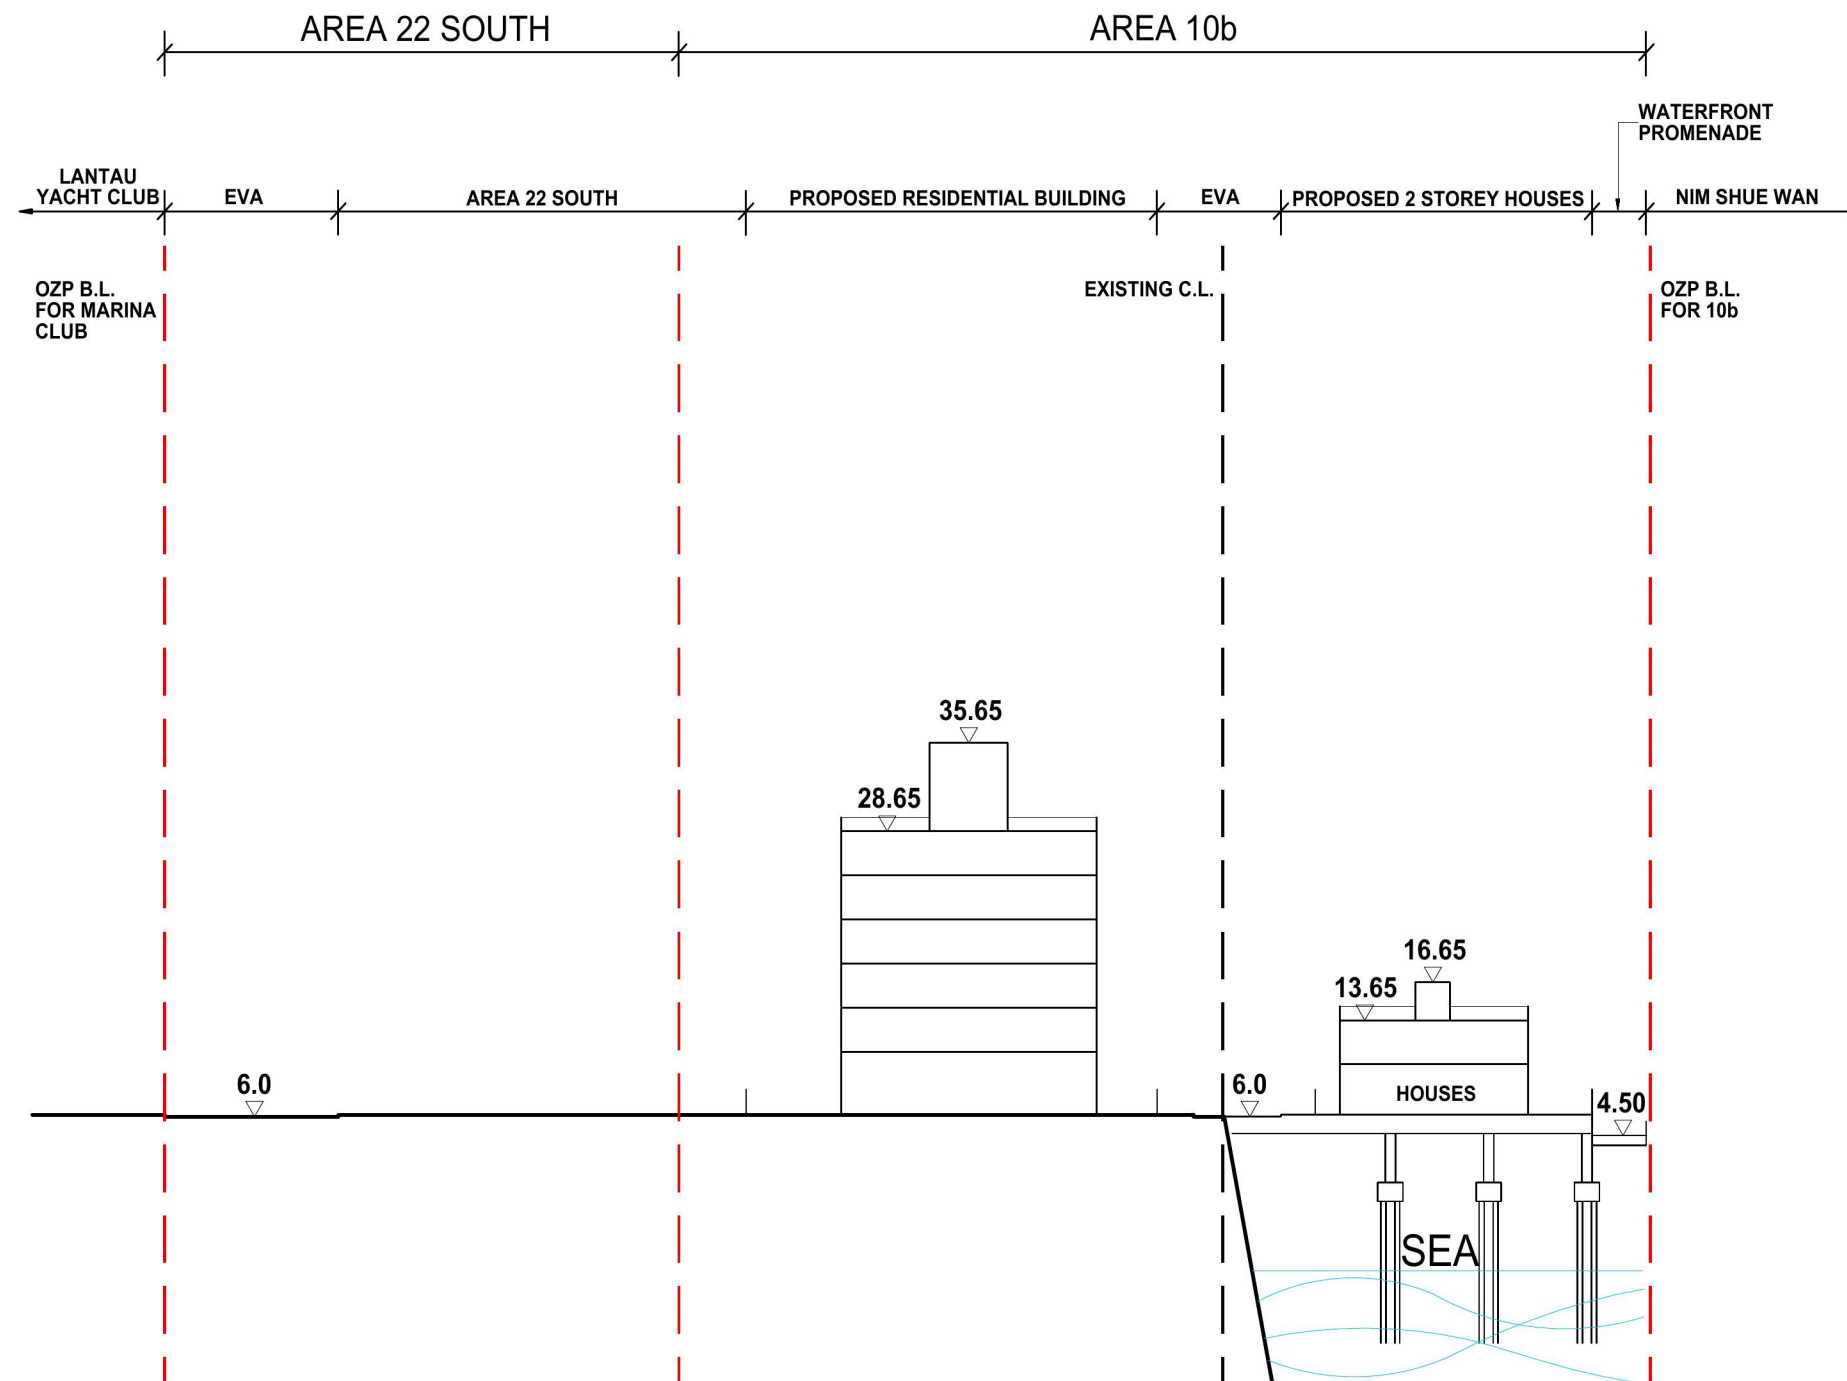 AREA 22 SOUTH
AREA 10b
WATERFRONT
PROMENADE
LANTAU
YACHT CLUB
EVA
AREA 22 SOUTH
PROPOSED RESIDENTIAL BUILDING
EVA
PROPOSED 2 STOREY HOUSES
NIM SHUE WAN
OZP B.L.
FOR MARINA
CLUB
EXISTING C.L.
OZP B.L.
FOR 10b
35.65
28.65
16.65
13.65
6.0
6.0
HOUSES
4.50
SEA